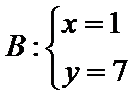 B: { x = 1
y = 7